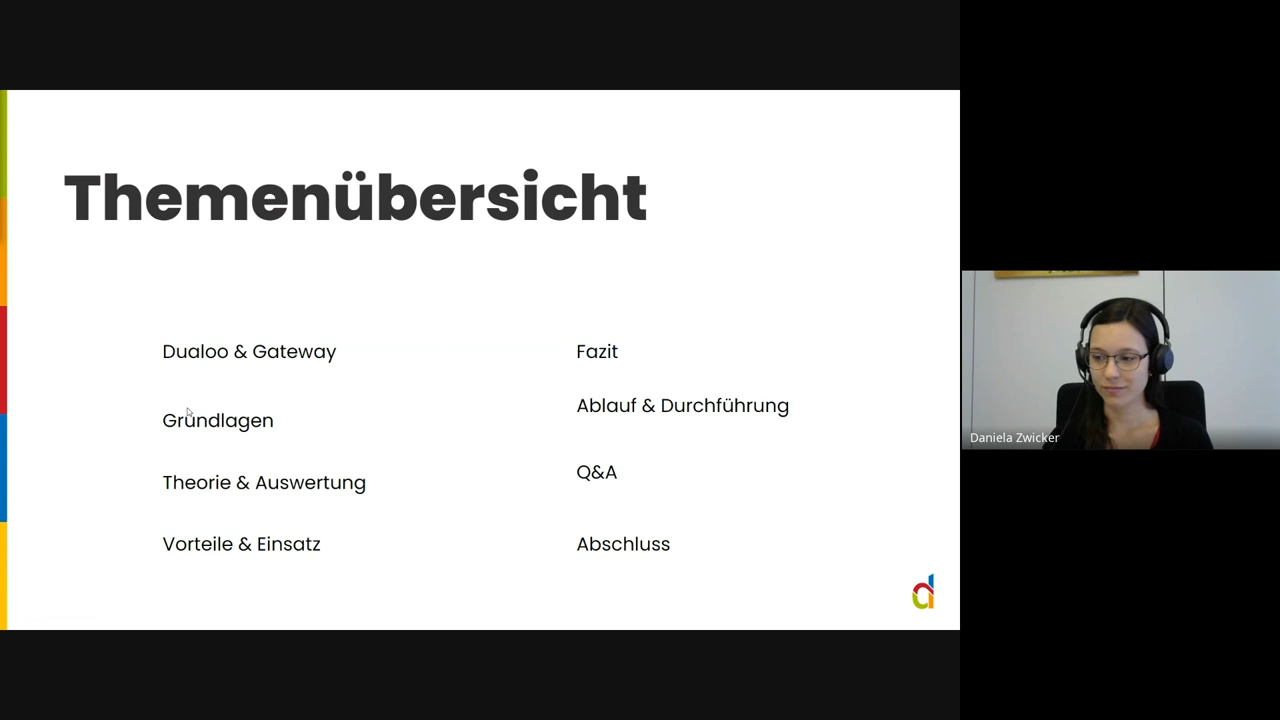 Themenübersicht
Dualoo & Gateway
Grundlagen
Theorie & Auswertung
Vorteile & Einsatz
Fazit
Ablauf & Durchführung
Q&A
Abschluss
Daniela Zwicker